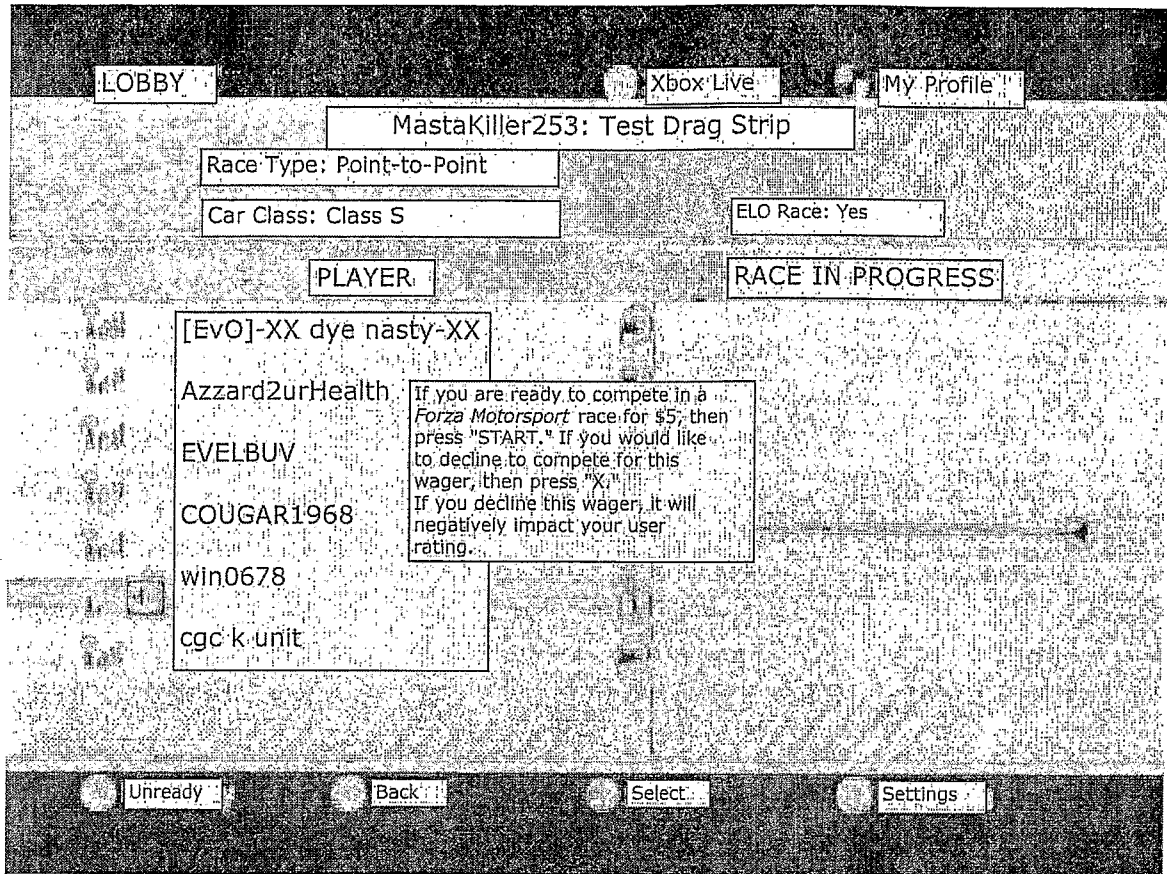 LOBBY
Xbox Live
My Profile
MastaKiller253: Test Drag Strip
Race Type: Point-to-Point
Car Class: Class S
ELO Race: Yes
PLAYER
RACE IN PROGRESS
[EvO]-XX dye nasty-XX
Azzard2urHealth
EVELBUV
COUGAR1968
win0678
cgc k unit
If you are ready to compete in a
Forza Motorsport race for $5, then
press "START." If you would like
to decline to compete for this
wager, then press "X."
If you decline this wager, it will
negatively impact your user
rating.
Unready
Back
Select
Settings